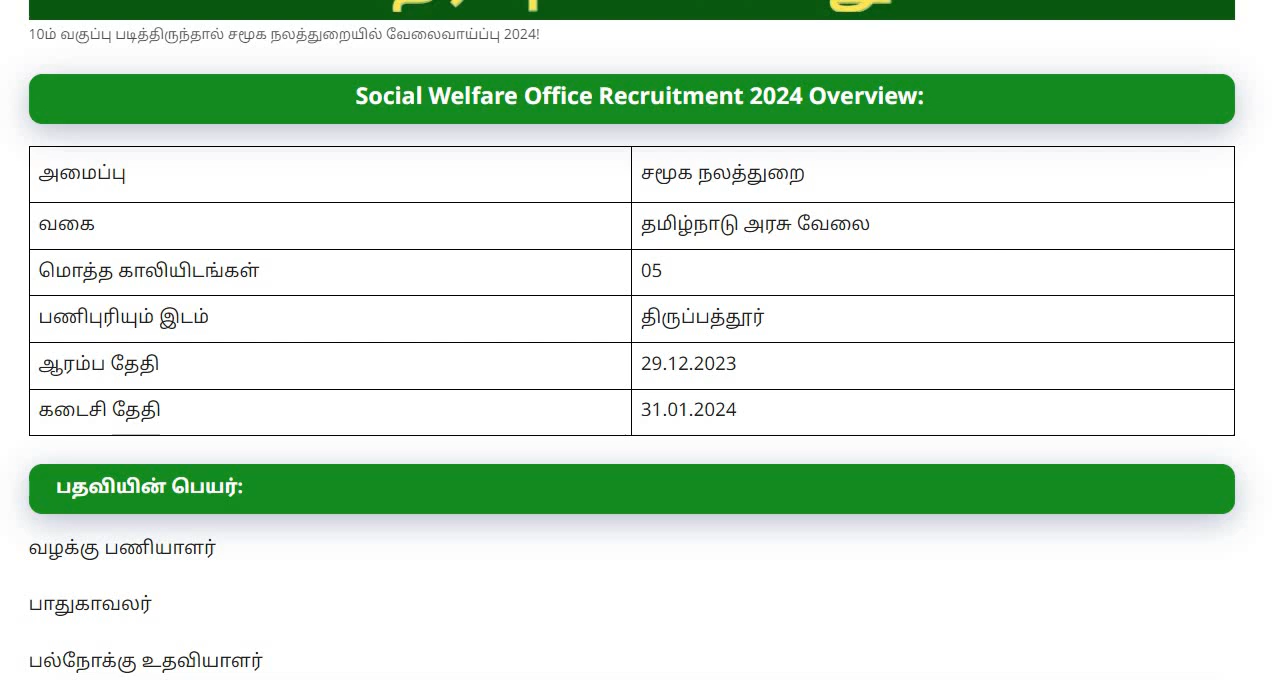 10ம் வகுப்பு படித்திருந்தால் சமூக நலத்துறையில் வேலைவாய்ப்பு 2024!
Social Welfare Office Recruitment 2024 Overview:
அமைப்பு சமூக நலத்துறை
வகை தமிழ்நாடு அரசு வேலை
மொத்த காலியிடங்கள் 05
பணிபுரியும் இடம் திருப்பத்தூர்
ஆரம்ப தேதி 29.12.2023
கடைசி தேதி 31.01.2024
பதவியின் பெயர்:
வழக்கு பணியாளர்
பாதுகாவலர்
பல்நோக்கு உதவியாளர்